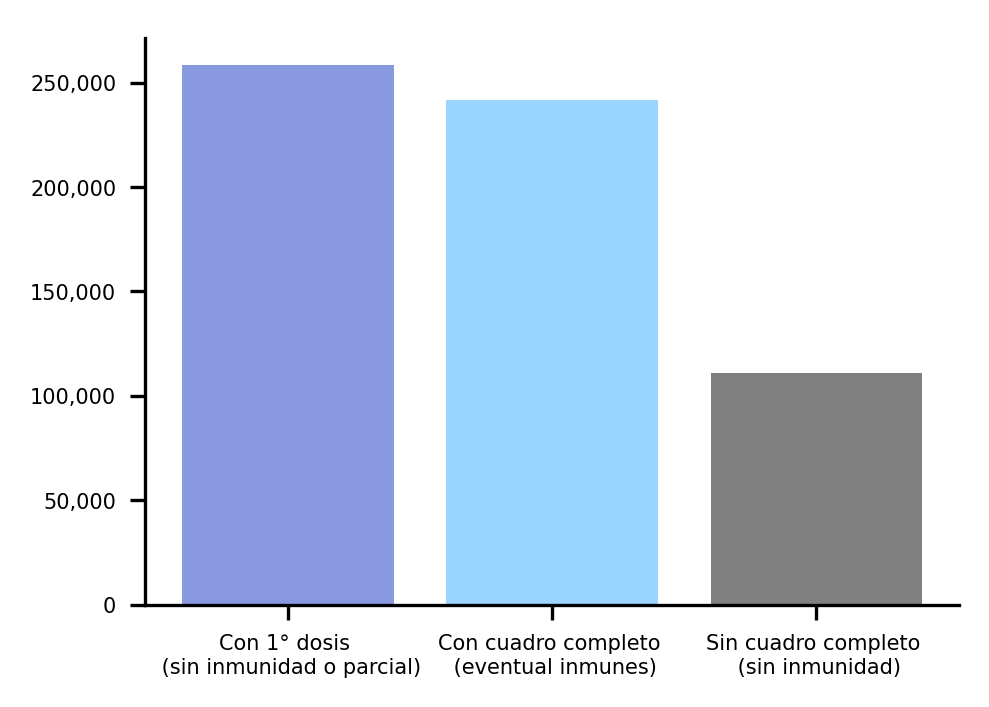 250,000
200,000
150,000
100,000
50,000
0
Con 1° dosis
(sin inmunidad o parcial)
Con cuadro completo
(eventual inmunes)
Sin cuadro completo
(sin inmunidad)